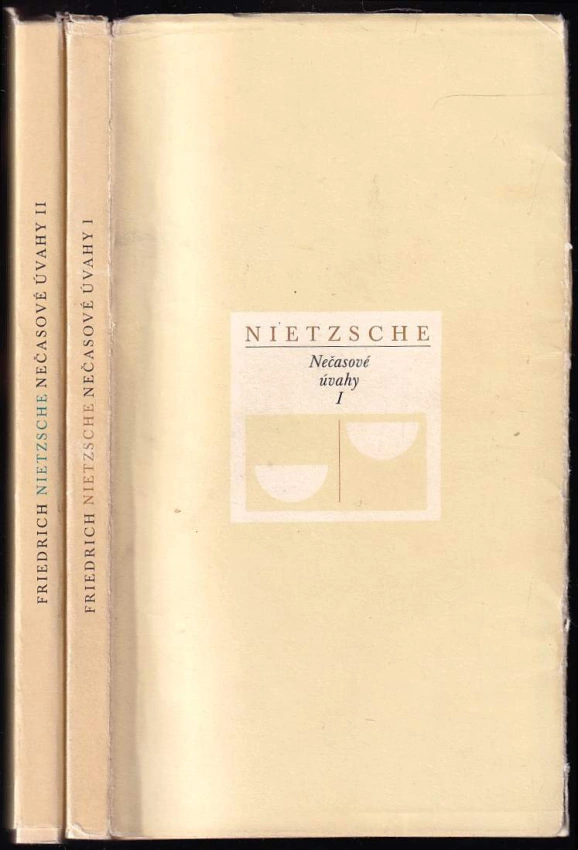 FRIEDRICH NIETZSCHE NEČASOVÉ ÚVAHY II
FRIEDRICH NIETZSCHE NEČASOVÉ ÚVAHY I
NIETZSCHE
Nečasové
úvahy
I